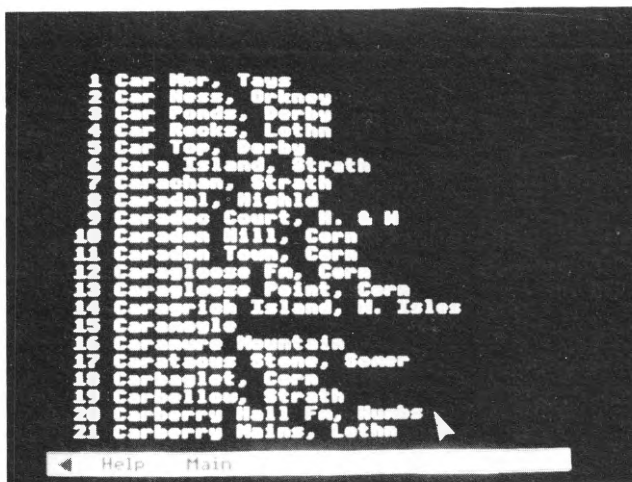 1 Car Mor, Tays
2 Car Ness, Orkney
3 Car Ponds, Derby
4 Car Rocks, Lothn
5 Car Top, Derby
6 Cara Island, Strath
7 Carachan, Strath
8 Caradal, Highld
9 Caradoc Court, H. & W
10 Caradon Hill, Corn
11 Caradon Town, Corn
12 Caragloose Fm, Corn
13 Caragloose Point, Corn
14 Caragrich Island, W. Isles
15 Caramoyle
16 Caranure Mountain
17 Caratacus Stone, Somer
18 Carbaglet, Corn
19 Carbellow, Strath
20 Carberry Hall Fm, Humbs
21 Carberry Mains, Lothn
Help Main